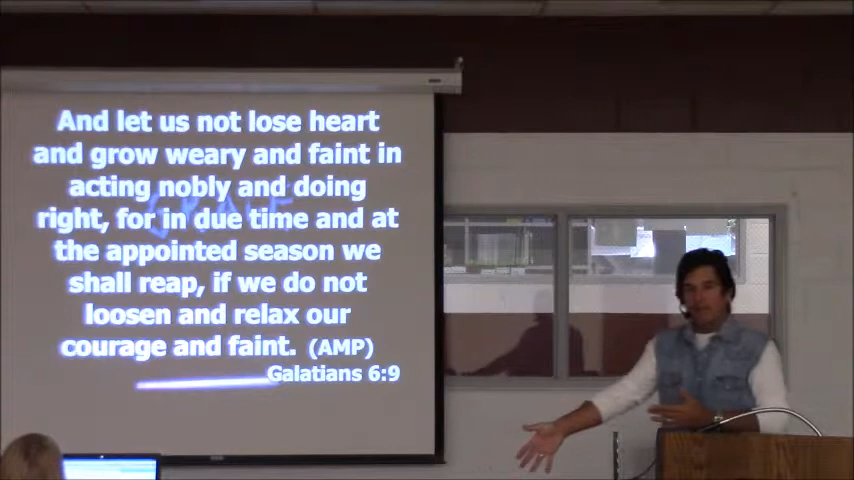 And let us not lose heart
and grow weary and faint in
acting nobly and doing
right, for in due time and at
the appointed season we
shall reap, if we do not
loosen and relax our
courage and faint. (AMP)
Galatians 6:9